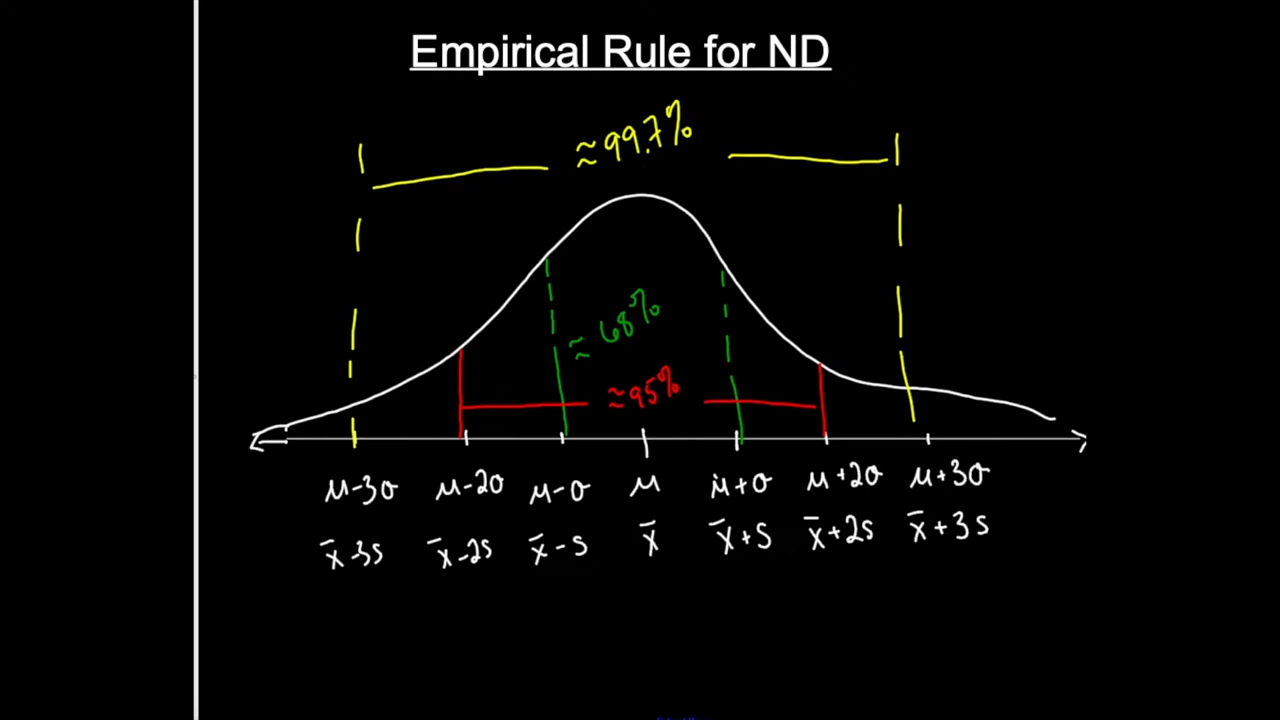 Empirical Rule for ND
≈99.7%
≈68%
≈95%
μ-3σ μ-2σ μ-σ μ μ+σ μ+2σ μ+3σ
x̄-3s x̄-2s x̄-s x̄ x̄+s x̄+2s x̄+3s